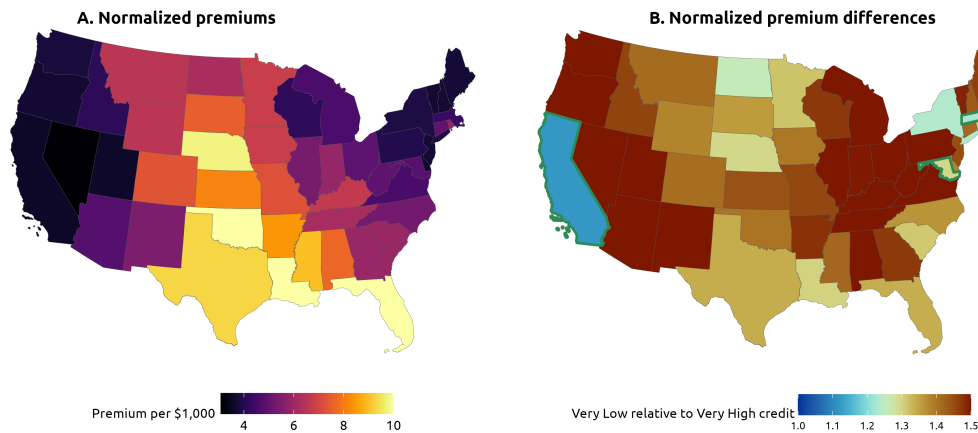 A. Normalized premiums
B. Normalized premium differences
Premium per $1,000
4 6 8 10
Very Low relative to Very High credit
1.0 1.1 1.2 1.3 1.4 1.5